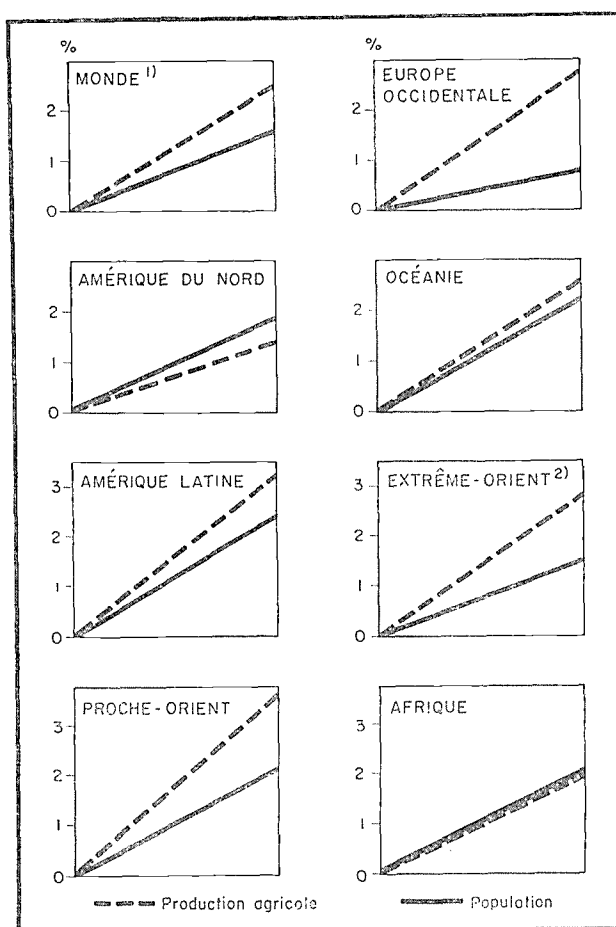 %
MONDE 1)
2
1
0
%
EUROPE
OCCIDENTALE
2
1
0
AMÉRIQUE DU NORD
2
1
0
OCÉANIE
2
1
0
AMÉRIQUE LATINE
3
2
1
0
EXTRÊME-ORIENT 2)
3
2
1
0
PROCHE-ORIENT
3
2
1
0
AFRIQUE
3
2
1
0
Production agricole
Population